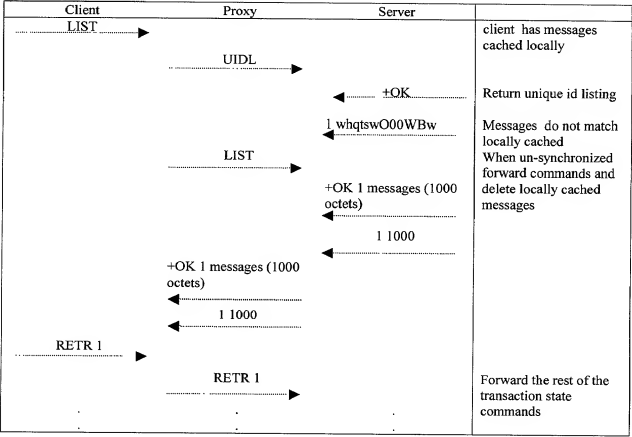 Client Proxy Server
LIST
client has messages
cached locally
UIDL
+OK
Return unique id listing
1 whqtswO00WBw
Messages do not match
locally cached
LIST
When un-synchronized
forward commands and
delete locally cached
messages
+OK 1 messages (1000
octets)
1 1000
+OK 1 messages (1000
octets)
1 1000
RETR 1
RETR 1
Forward the rest of the
transaction state
commands
. . .
. . .